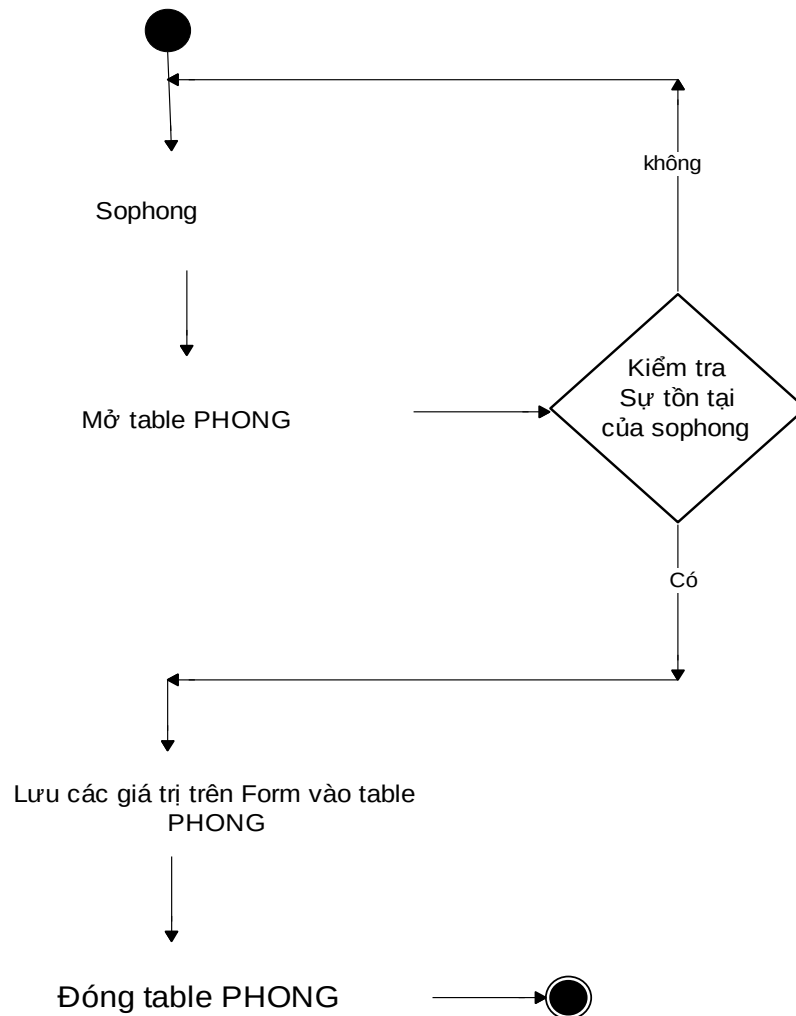 không
Sophong
Kiểm tra
Sự tồn tại
của sophong
Mở table PHONG
Có
Lưu các giá trị trên Form vào table
PHONG
Đóng table PHONG